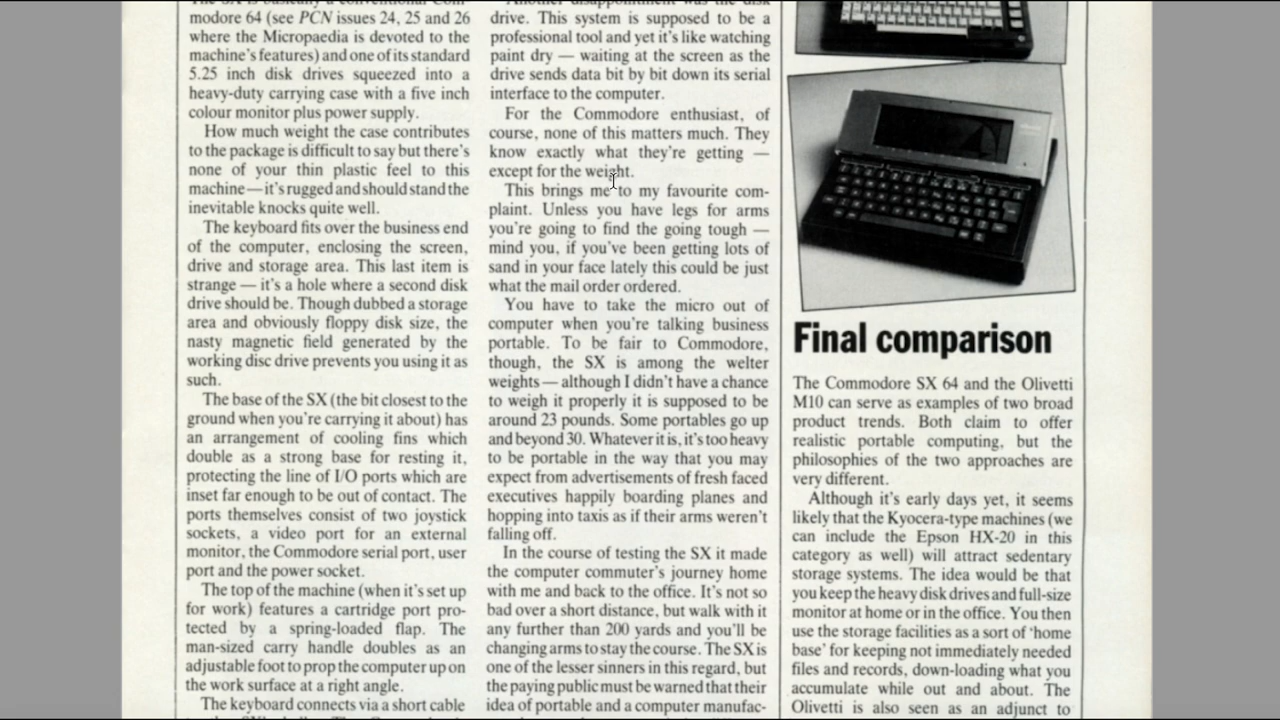 The SX is basically a conventional Com-
modore 64 (see PCN issues 24, 25 and 26
where the Micropaedia is devoted to the
machine's features) and one of its standard
5.25 inch disk drives squeezed into a
heavy-duty carrying case with a five inch
colour monitor plus power supply.
How much weight the case contributes
to the package is difficult to say but there's
none of your thin plastic feel to this
machine — it's rugged and should stand the
inevitable knocks quite well.
The keyboard fits over the business end
of the computer, enclosing the screen,
drive and storage area. This last item is
strange — it's a hole where a second disk
drive should be. Though dubbed a storage
area and obviously floppy disk size, the
nasty magnetic field generated by the
working disc drive prevents you using it as
such.
The base of the SX (the bit closest to the
ground when you're carrying it about) has
an arrangement of cooling fins which
double as a strong base for resting it,
protecting the line of I/O ports which are
inset far enough to be out of contact. The
ports themselves consist of two joystick
sockets, a video port for an external
monitor, the Commodore serial port, user
port and the power socket.
The top of the machine (when it's set up
for work) features a cartridge port pro-
tected by a spring-loaded flap. The
man-sized carry handle doubles as an
adjustable foot to prop the computer up on
the work surface at a right angle.
The keyboard connects via a short cable
Another disappointment was the disk
drive. This system is supposed to be a
professional tool and yet it's like watching
paint dry — waiting at the screen as the
drive sends data bit by bit down its serial
interface to the computer.
For the Commodore enthusiast, of
course, none of this matters much. They
know exactly what they're getting —
except for the weight.
This brings me to my favourite com-
plaint. Unless you have legs for arms
you're going to find the going tough —
mind you, if you've been getting lots of
sand in your face lately this could be just
what the mail order ordered.
You have to take the micro out of
computer when you're talking business
portable. To be fair to Commodore,
though, the SX is among the welter
weights — although I didn't have a chance
to weigh it properly it is supposed to be
around 23 pounds. Some portables go up
and beyond 30. Whatever it is, it's too heavy
to be portable in the way that you may
expect from advertisements of fresh faced
executives happily boarding planes and
hopping into taxis as if their arms weren't
falling off.
In the course of testing the SX it made
the computer commuter's journey home
with me and back to the office. It's not so
bad over a short distance, but walk with it
any further than 200 yards and you'll be
changing arms to stay the course. The SX is
one of the lesser sinners in this regard, but
the paying public must be warned that their
idea of portable and a computer manufac-
Final comparison
The Commodore SX 64 and the Olivetti
M10 can serve as examples of two broad
product trends. Both claim to offer
realistic portable computing, but the
philosophies of the two approaches are
very different.
Although it's early days yet, it seems
likely that the Kyocera-type machines (we
can include the Epson HX-20 in this
category as well) will attract sedentary
storage systems. The idea would be that
you keep the heavy disk drives and full-size
monitor at home or in the office. You then
use the storage facilities as a sort of 'home
base' for keeping not immediately needed
files and records, down-loading what you
accumulate while out and about. The
Olivetti is also seen as an adjunct to